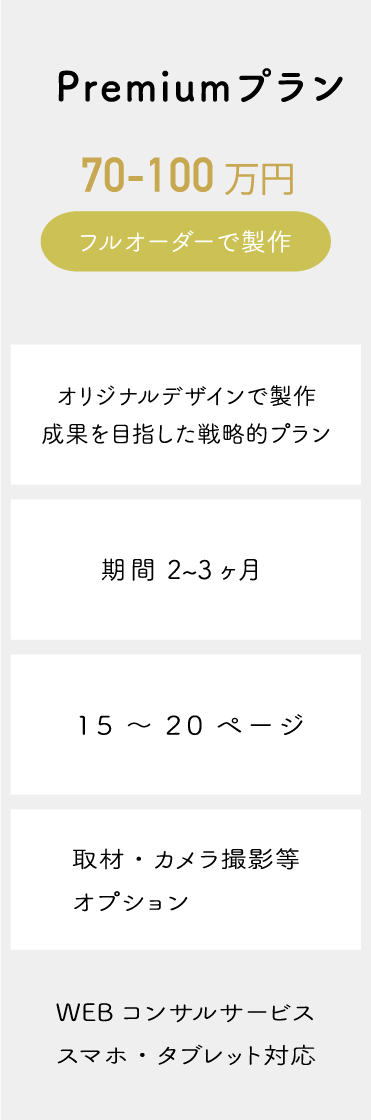 Premiumプラン
70-100 万円
フルオーダーで製作
オリジナルデザインで製作
成果を目指した戦略的プラン
期間 2~3 ヶ月
15 〜 20 ページ
取材・カメラ撮影等
オプション
WEB コンサルサービス
スマホ・タブレット対応